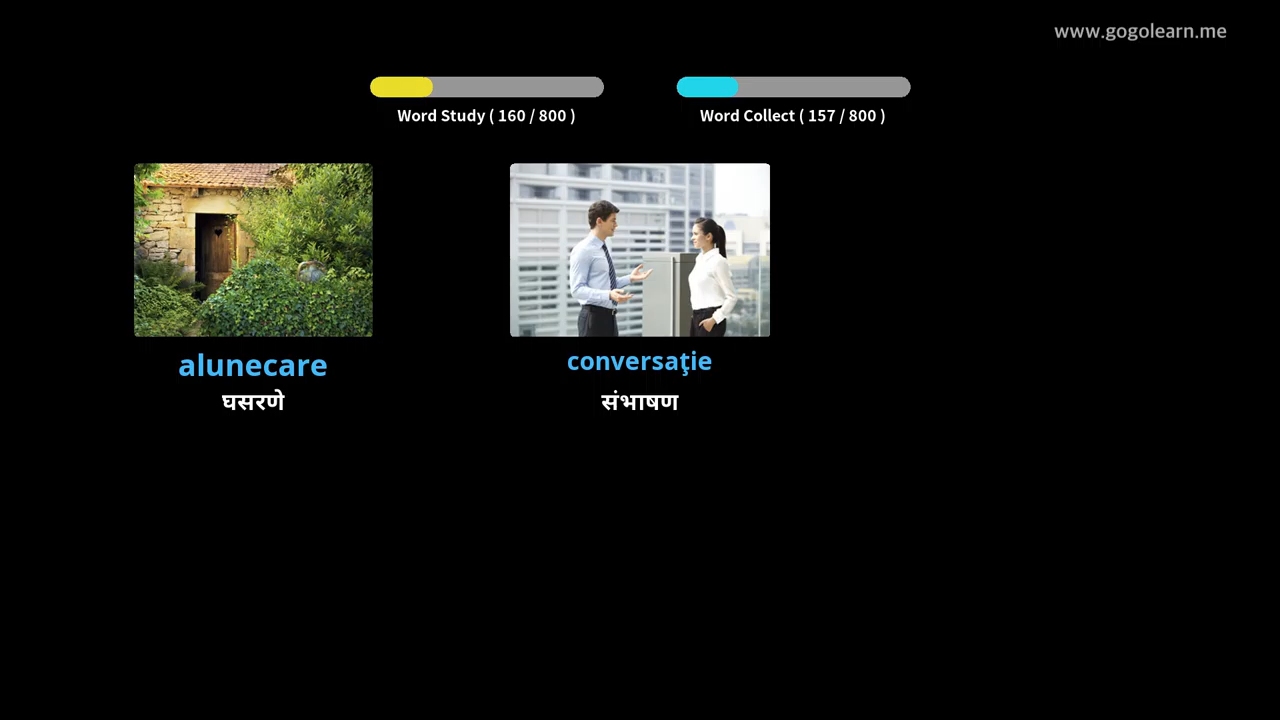 www.gogolearn.me
Word Study ( 160 / 800 )
Word Collect ( 157 / 800 )
alunecare
घसरणे
conversaţie
संभाषण